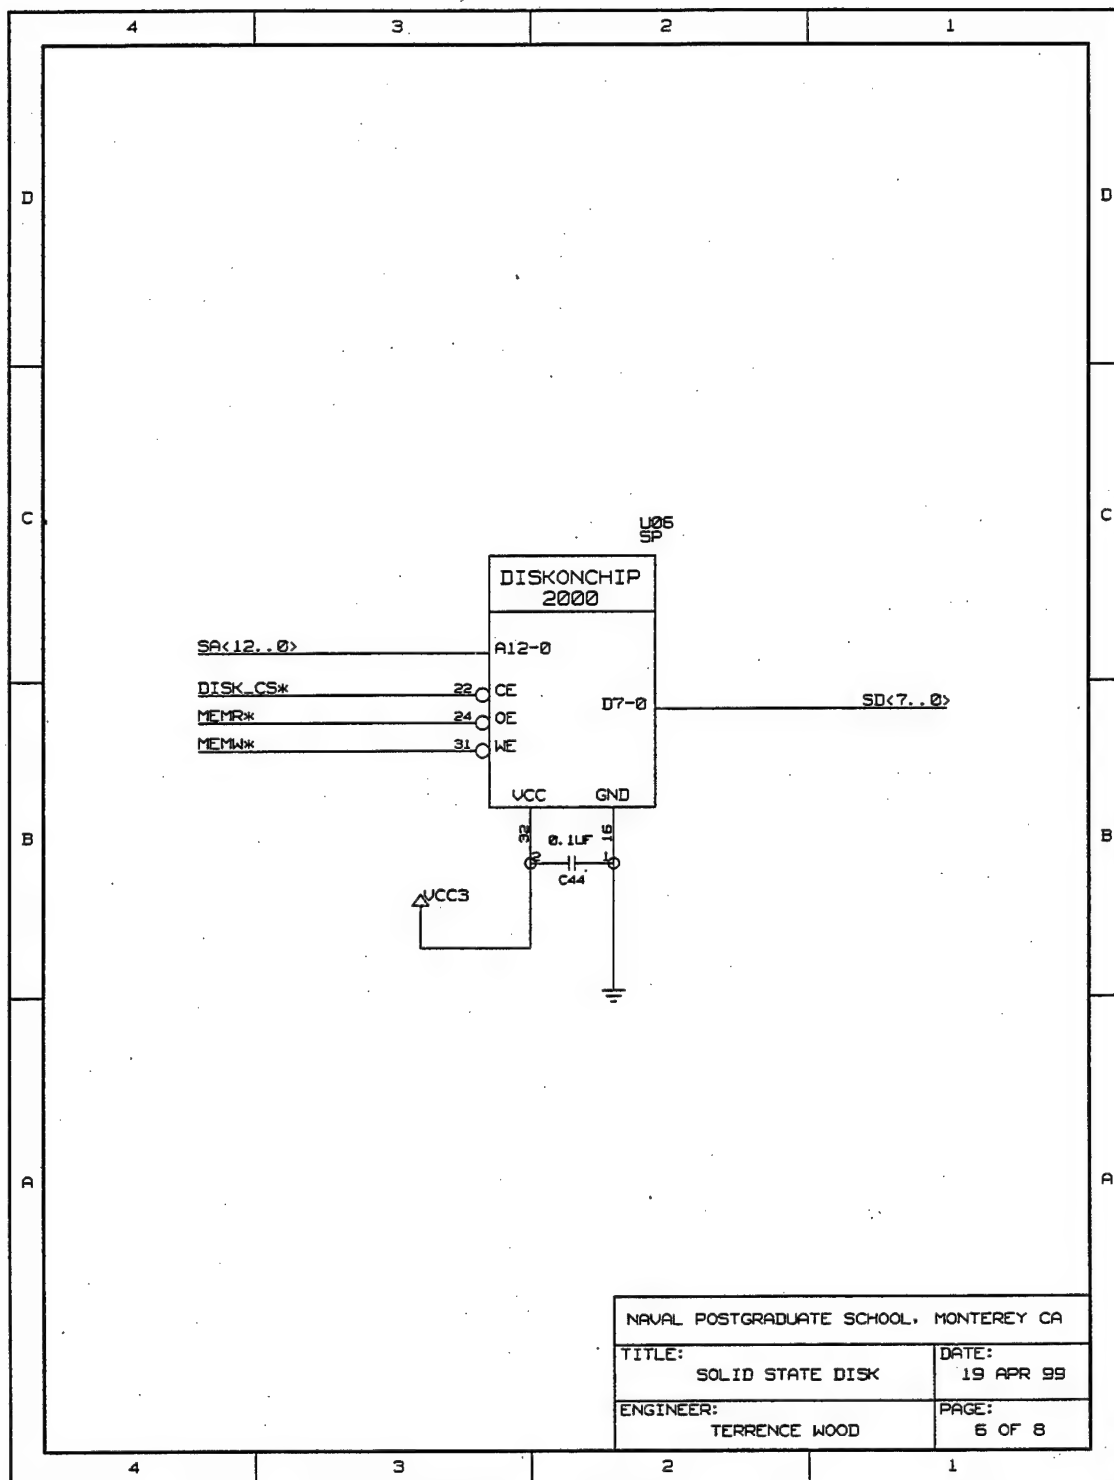 4 3 2 1
D D
C C
U06
SP
DISKONCHIP
2000
SA<12..0> A12-0
DISK_CS* 22 CE
D7-0 SD<7..0>
MEMR* 24 OE
MEMW* 31 WE
VCC GND
32 16
B B
0.1UF
2 1
C44
VCC3
A A
NAVAL POSTGRADUATE SCHOOL, MONTEREY CA
TITLE: DATE:
SOLID STATE DISK 19 APR 99
ENGINEER: PAGE:
TERRENCE WOOD 6 OF 8
4 3 2 1